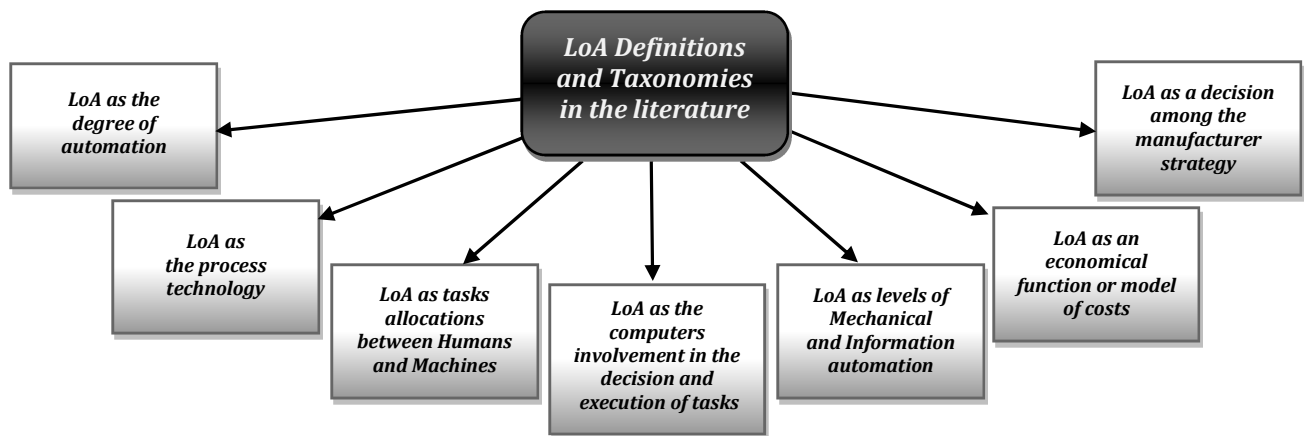 LoA Definitions
and Taxonomies
in the literature
LoA as the
degree of
automation
LoA as
the process
technology
LoA as tasks
allocations
between Humans
and Machines
LoA as the
computers
involvement in the
decision and
execution of tasks
LoA as levels of
Mechanical
and Information
automation
LoA as an
economical
function or model
of costs
LoA as a decision
among the
manufacturer
strategy